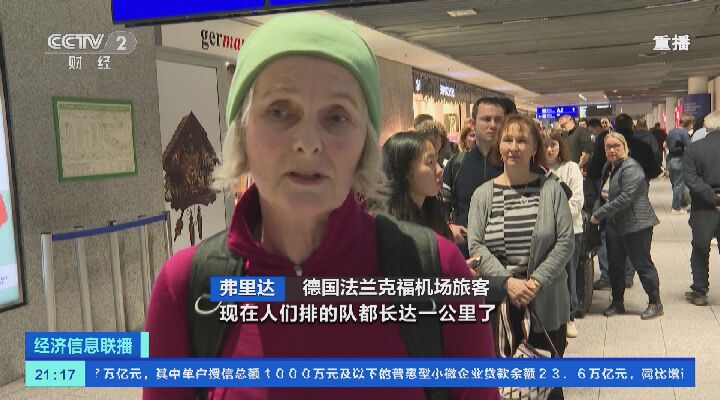 CCTV 2
财经
重播
german
弗里达 德国法兰克福机场旅客
现在人们排的队都长达一公里了
经济信息联播
21:17 万亿元，其中单户授信总额1000万元及以下的普惠型小微企业贷款余额23.6万亿元，同比增